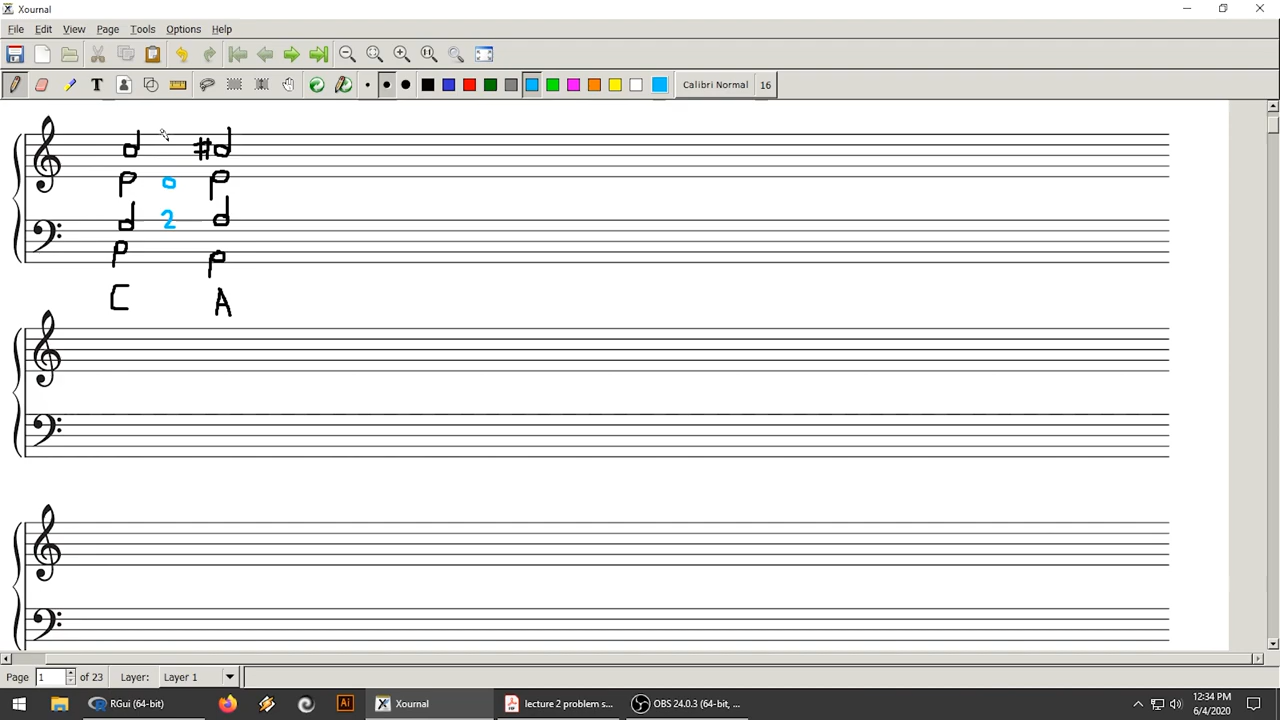 Xournal
File Edit View Page Tools Options Help
T Calibri Normal 16
#
0
2
C A
Page 1 of 23 Layer: Layer 1
RGui (64-bit) Ai Xournal lecture 2 problem s... OBS 24.0.3 (64-bit, ... 12:34 PM
6/4/2020